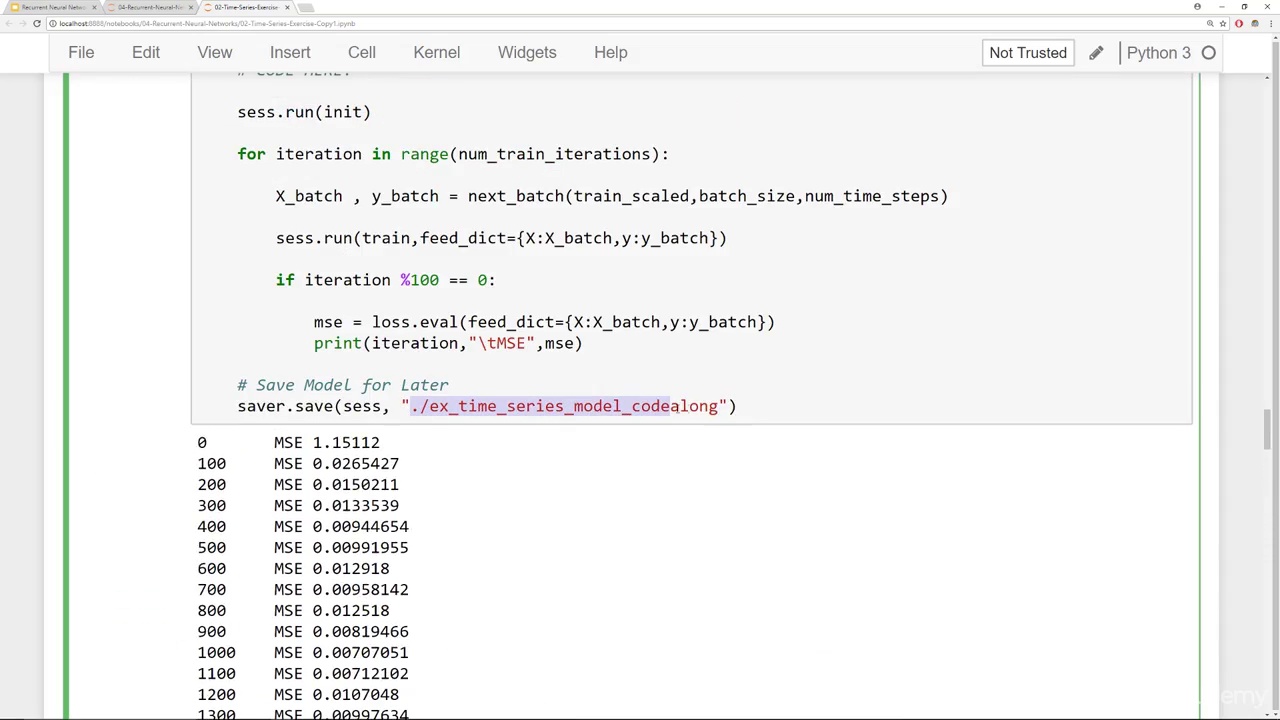 Recurrent Neural Network
04-Recurrent-Neural-N
02-Time-Series-Exercise
localhost:8888/notebooks/04-Recurrent-Neural-Networks/02-Time-Series-Exercise-Copy1.ipynb
File Edit View Insert Cell Kernel Widgets Help Not Trusted Python 3
# CODE HERE!
sess.run(init)
for iteration in range(num_train_iterations):
X_batch , y_batch = next_batch(train_scaled,batch_size,num_time_steps)
sess.run(train,feed_dict={X:X_batch,y:y_batch})
if iteration %100 == 0:
mse = loss.eval(feed_dict={X:X_batch,y:y_batch})
print(iteration,"\tMSE",mse)
# Save Model for Later
saver.save(sess, "./ex_time_series_model_codealong")
0 MSE 1.15112
100 MSE 0.0265427
200 MSE 0.0150211
300 MSE 0.0133539
400 MSE 0.00944654
500 MSE 0.00991955
600 MSE 0.012918
700 MSE 0.00958142
800 MSE 0.012518
900 MSE 0.00819466
1000 MSE 0.00707051
1100 MSE 0.00712102
1200 MSE 0.0107048
1300 MSE 0.00997634